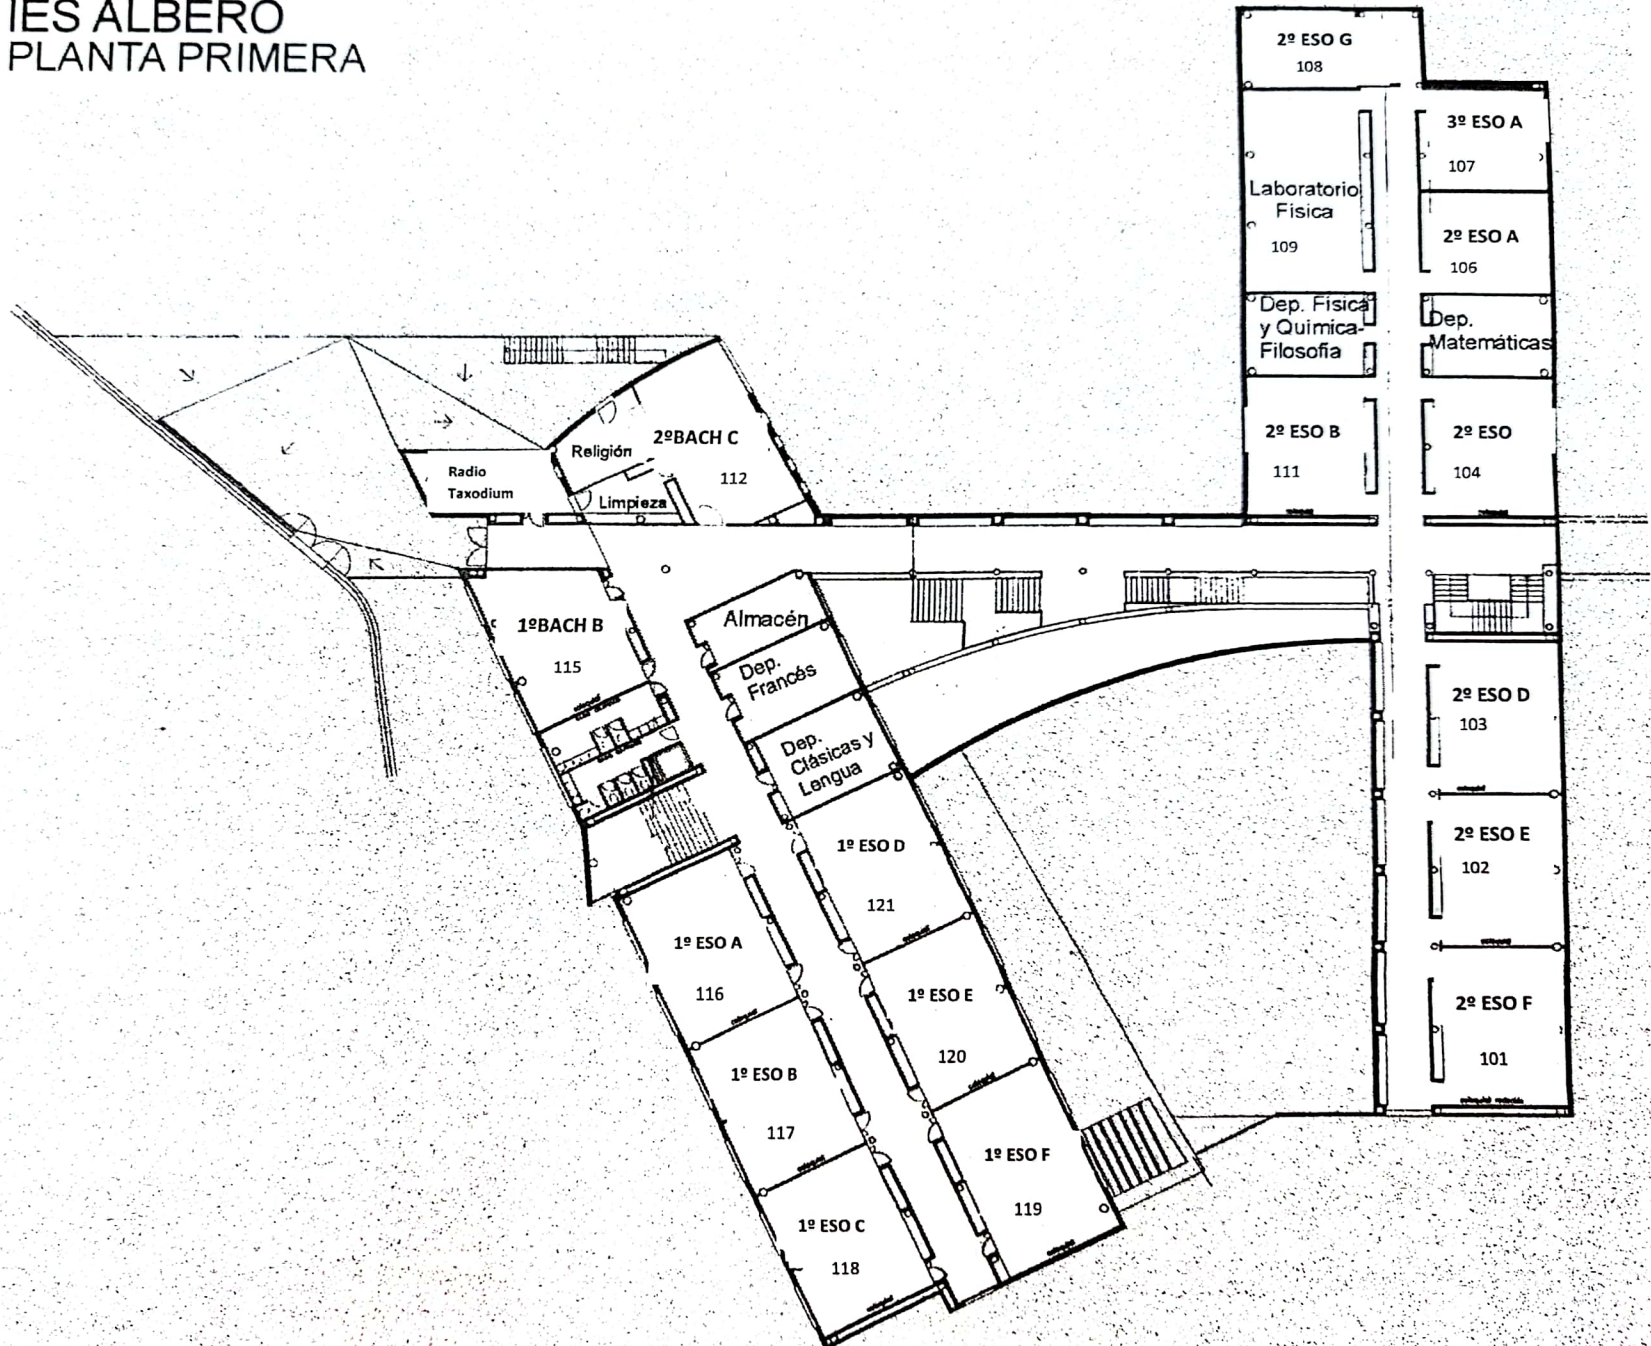 IES ALBERO
PLANTA PRIMERA
2º ESO G
108
3º ESO A
107
Laboratorio
Física
109
2º ESO A
106
Dep. Física
y Química-
Filosofía
Dep.
Matemáticas
2º ESO B
111
2º ESO
104
Radio
Taxodium
Religión
2ºBACH C
112
Limpieza
1ºBACH B
115
Almacén
Dep.
Francés
Dep.
Clásicas y
Lengua
2º ESO D
103
2º ESO E
102
2º ESO F
101
1º ESO D
121
1º ESO A
116
1º ESO E
120
1º ESO B
117
1º ESO F
119
1º ESO C
118